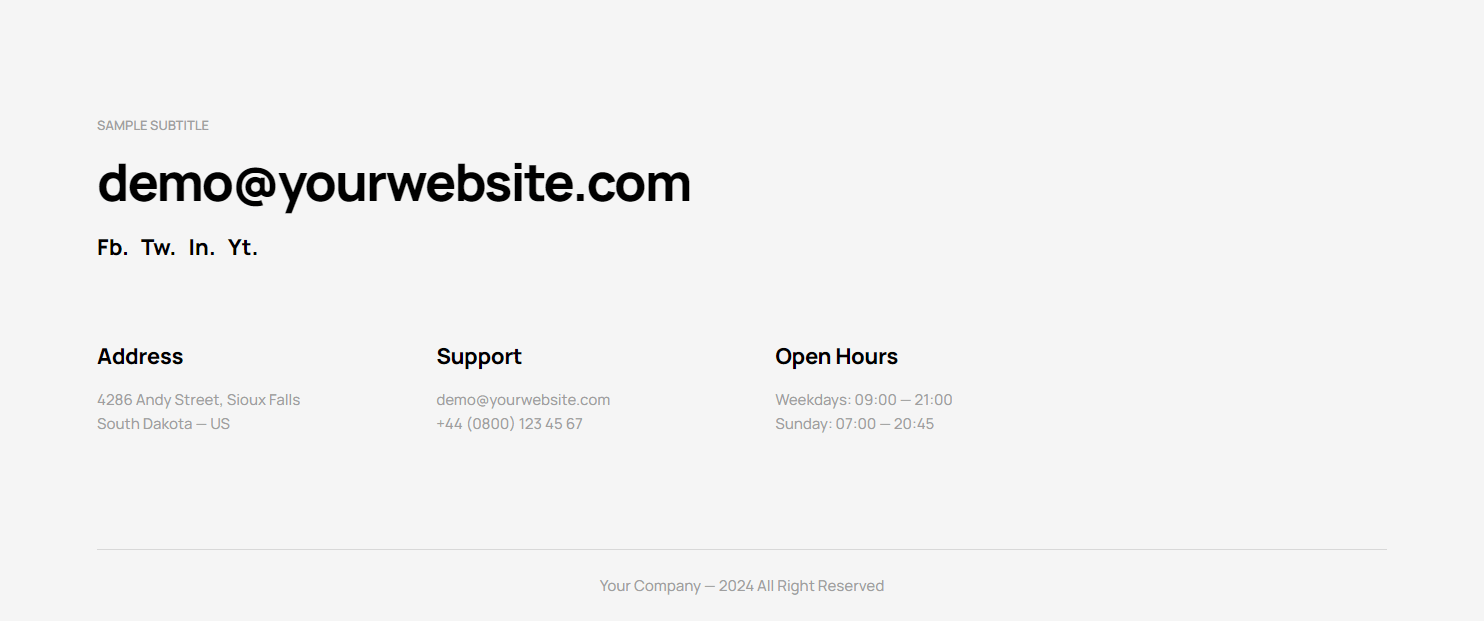 SAMPLE SUBTITLE
demo@yourwebsite.com
Fb. Tw. In. Yt.
Address
4286 Andy Street, Sioux Falls
South Dakota — US
Support
demo@yourwebsite.com
+44 (0800) 123 45 67
Open Hours
Weekdays: 09:00 — 21:00
Sunday: 07:00 — 20:45
Your Company — 2024 All Right Reserved